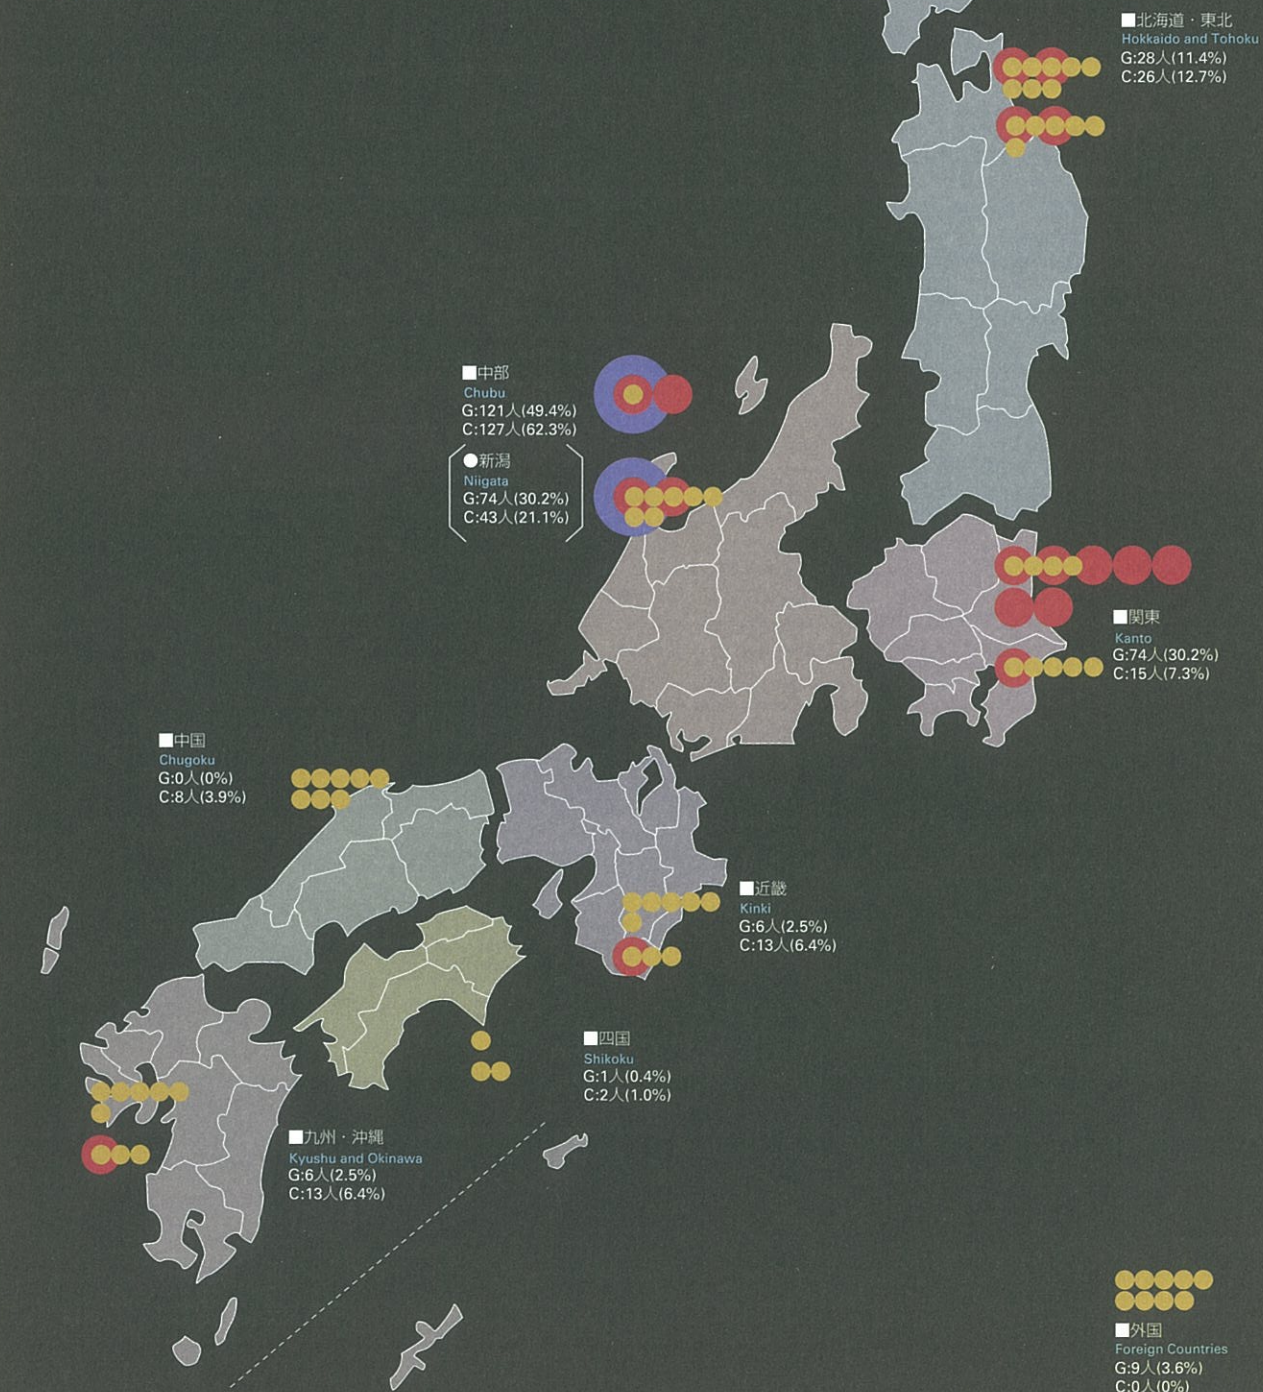 ■北海道・東北
Hokkaido and Tohoku
G:28人(11.4%)
C:26人(12.7%)
■中部
Chubu
G:121人(49.4%)
C:127人(62.3%)
●新潟
Niigata
G:74人(30.2%)
C:43人(21.1%)
■関東
Kanto
G:74人(30.2%)
C:15人(7.3%)
■中国
Chugoku
G:0人(0%)
C:8人(3.9%)
■近畿
Kinki
G:6人(2.5%)
C:13人(6.4%)
■四国
Shikoku
G:1人(0.4%)
C:2人(1.0%)
■九州・沖縄
Kyushu and Okinawa
G:6人(2.5%)
C:13人(6.4%)
■外国
Foreign Countries
G:9人(3.6%)
C:0人(0%)